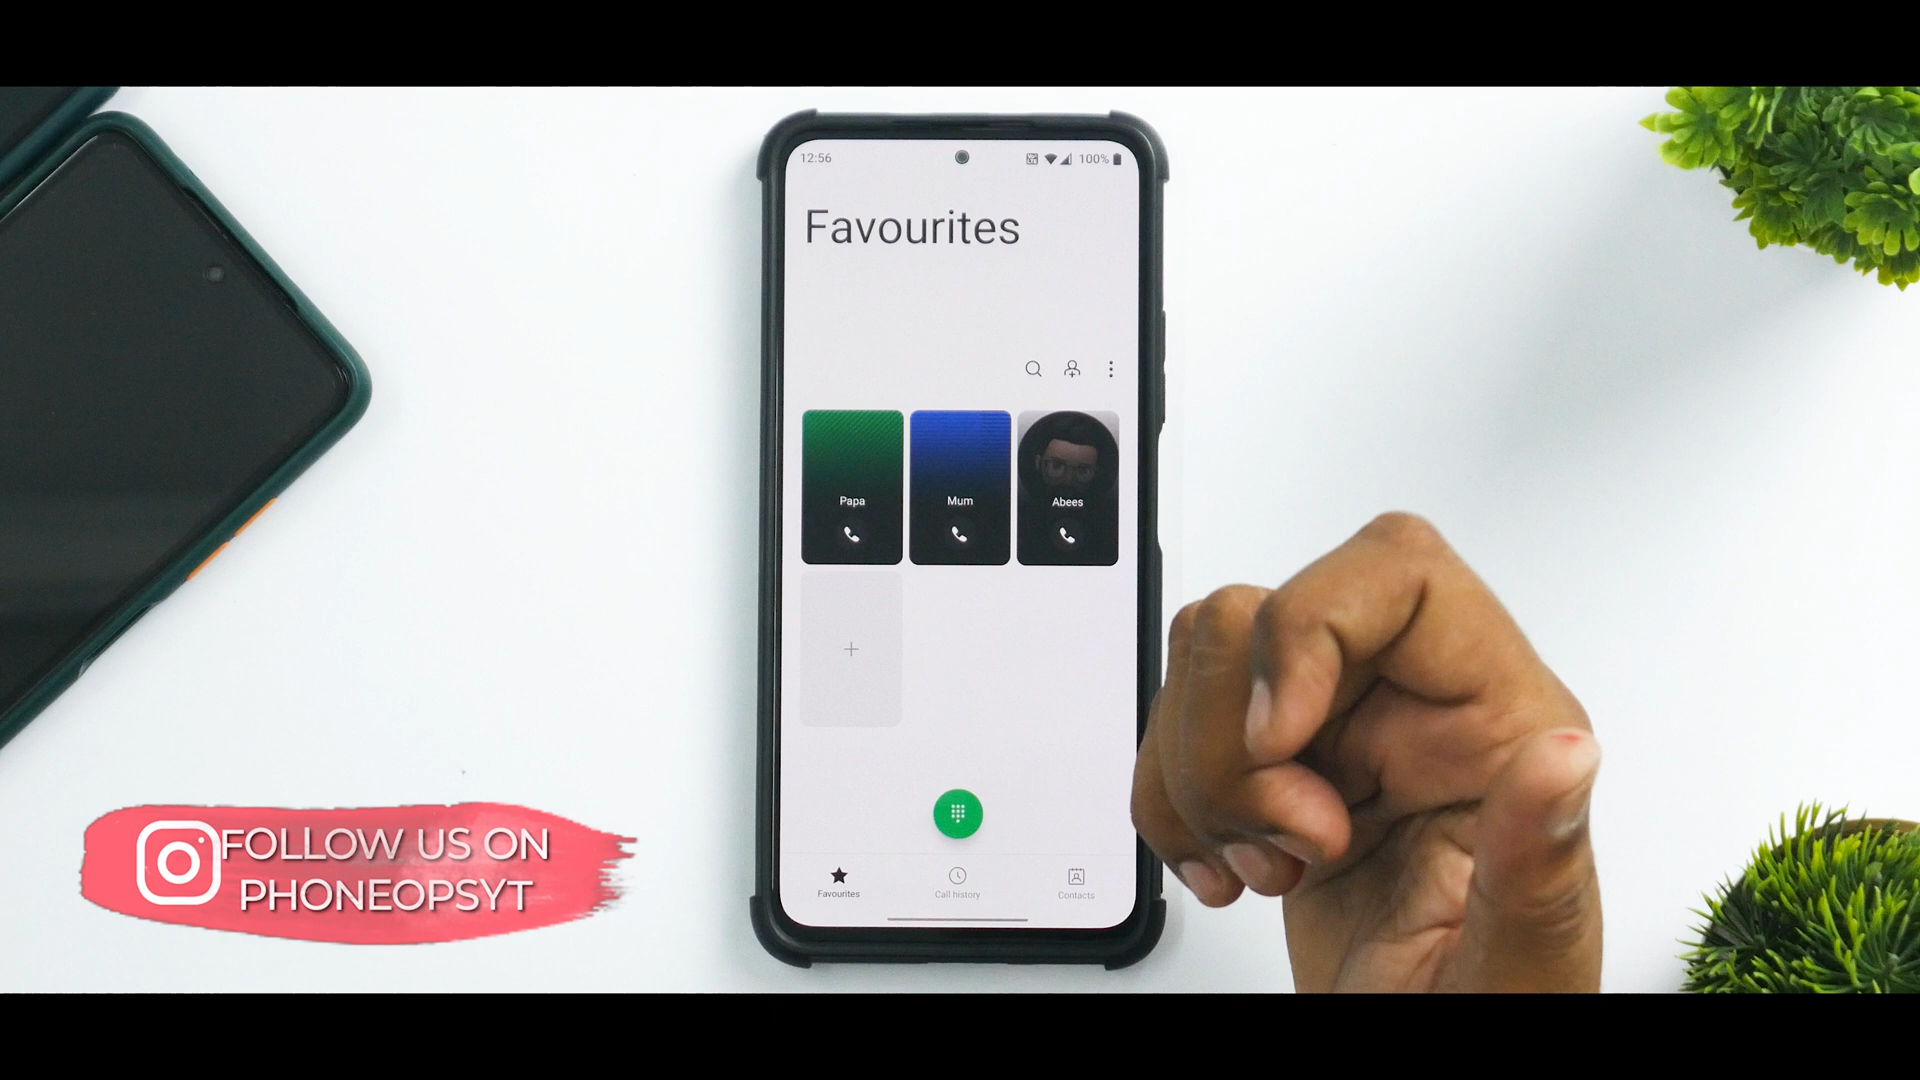 12:56
100%
Favourites
Papa
Mum
Abees
Favourites
Call history
Contacts
FOLLOW US ON
PHONEOPSYT